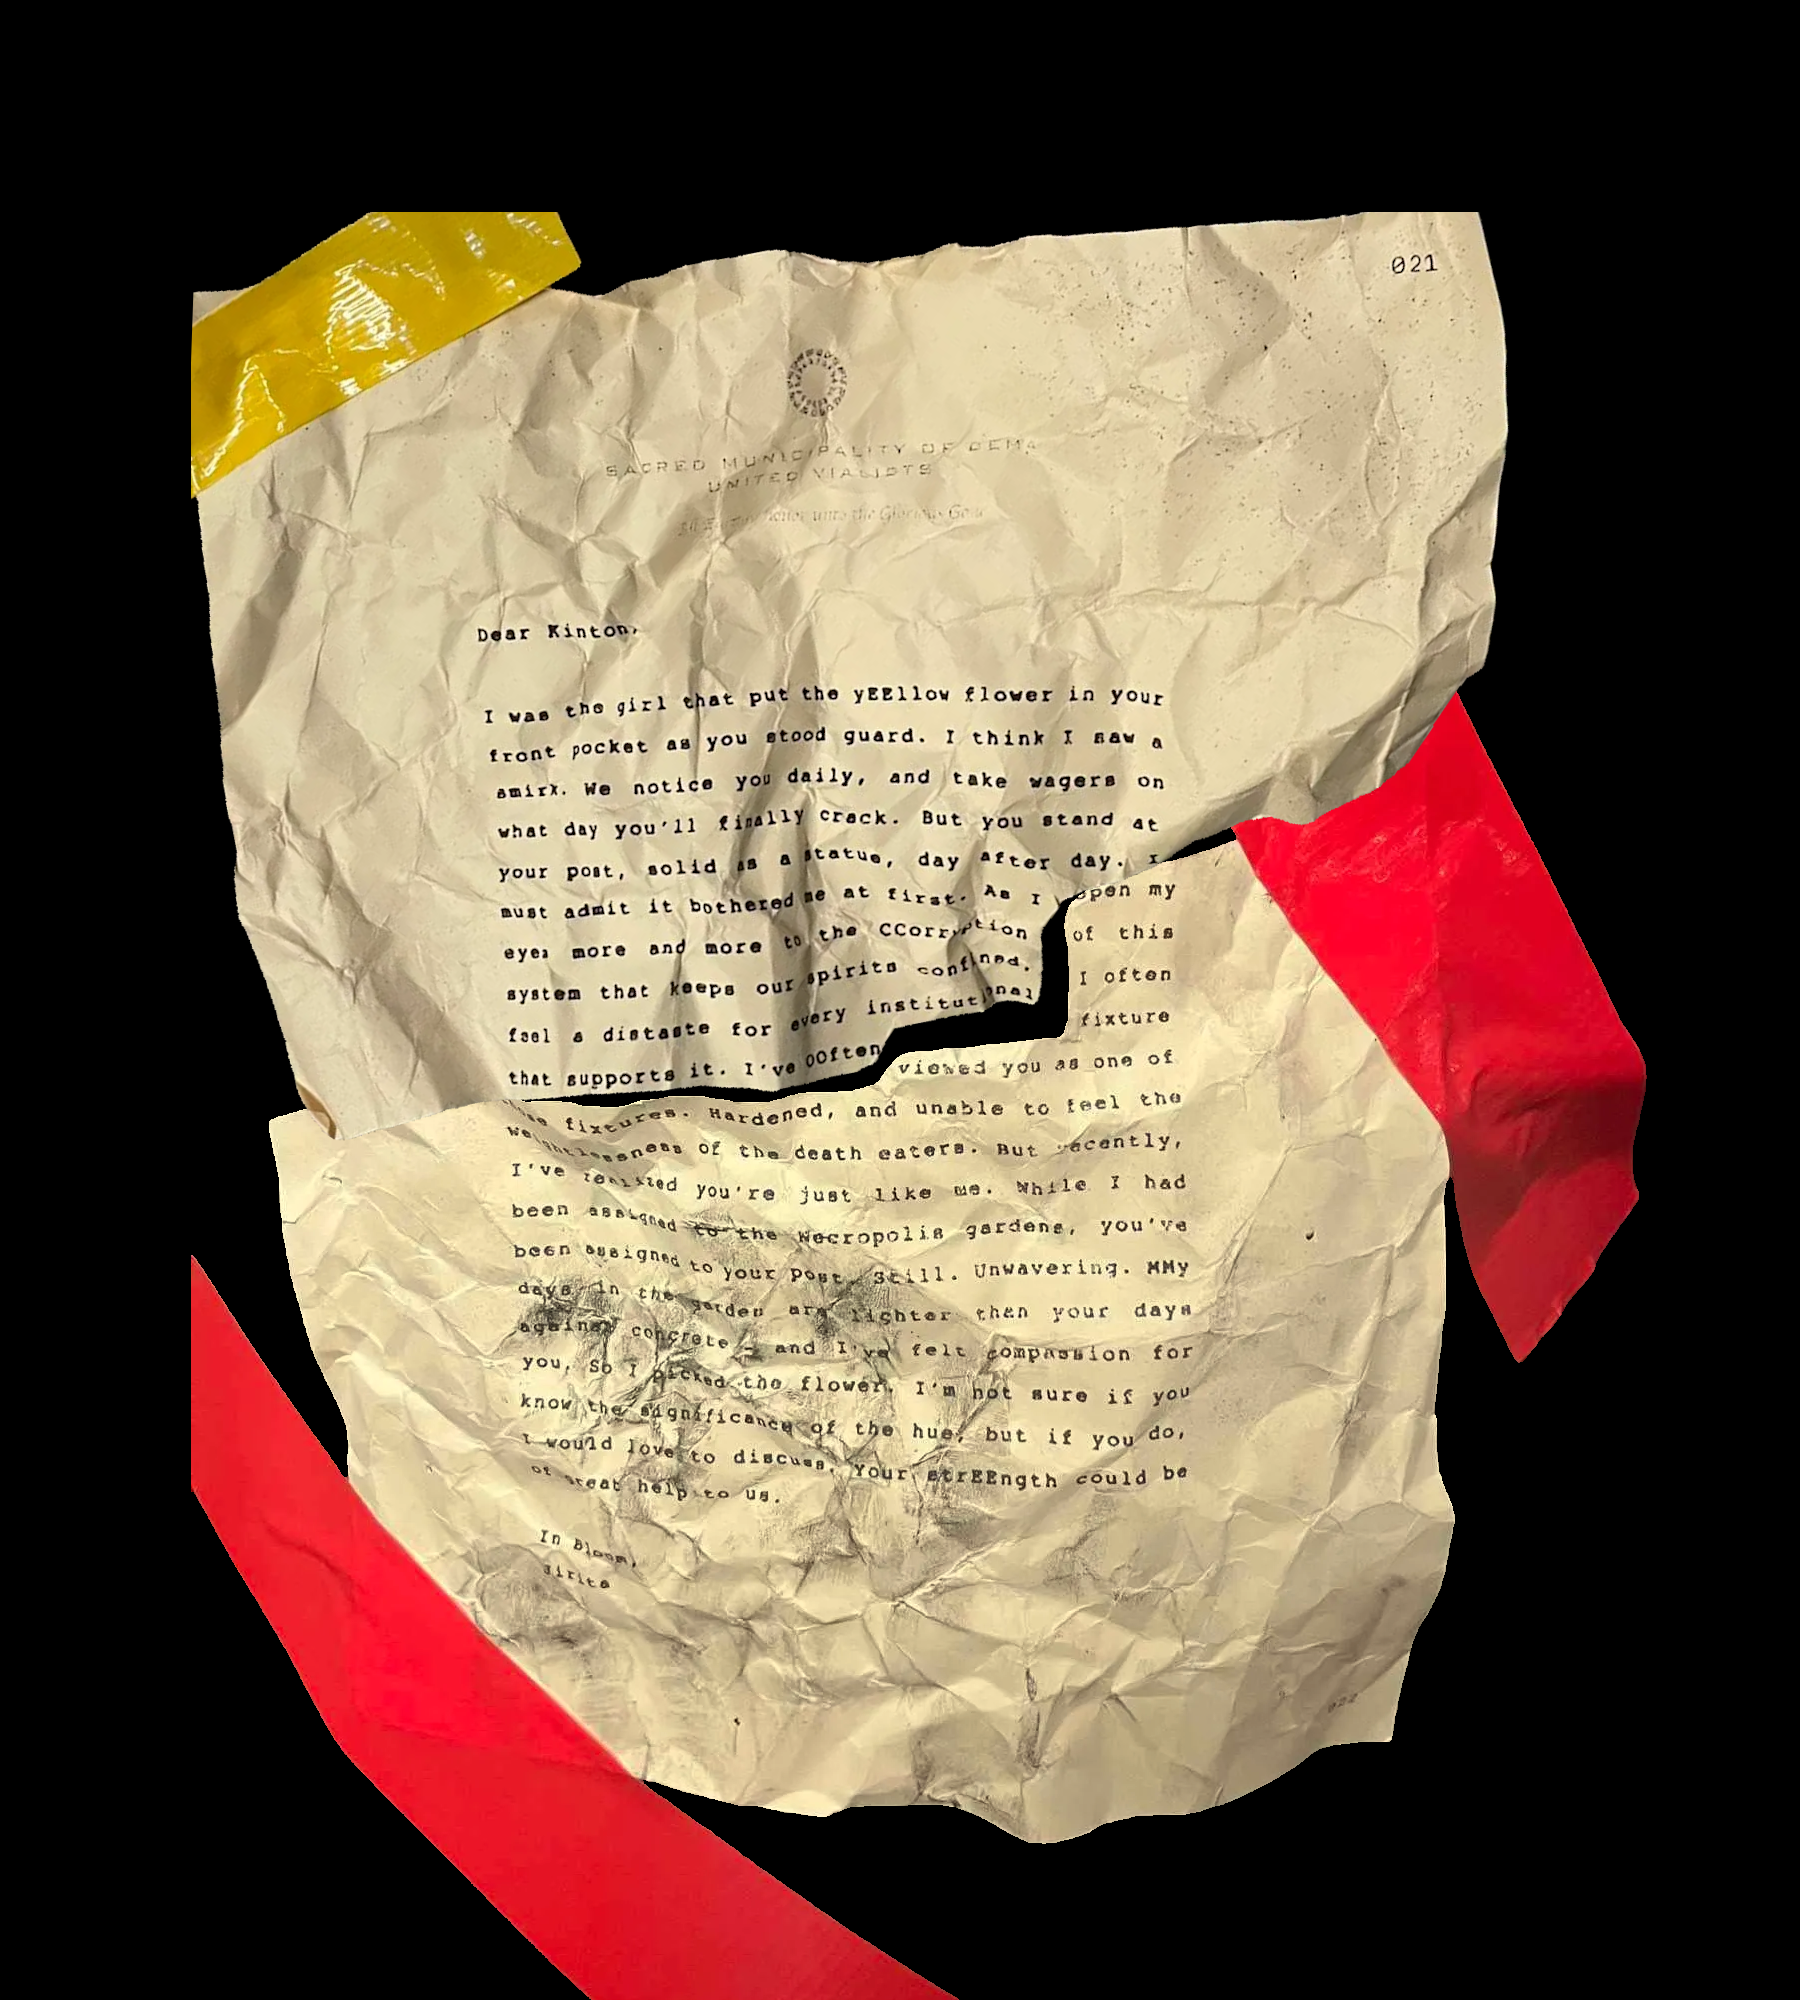 021
SACRED MUNICIPALITY OF DEMA
UNITED VIALISTS
honor unto the Glorious Gone
Dear Kinton,
I was the girl that put the yEEllow flower in your
front pocket as you stood guard. I think I saw a
smirk. We notice you daily, and take wagers on
what day you'll finally crack. But you stand at
your post, solid as a statue, day after day. I
must admit it bothered me at first. As I open my
eyes more and more to the CCorruption of this
system that keeps our spirits confined, I often
feel a distaste for every institutional fixture
that supports it. I've OOften viewed you as one of
those fixtures. Hardened, and unable to feel the
weightlessness of the death eaters. But recently,
I've realized you're just like me. While I had
been assigned to the Necropolis gardens, you've
been assigned to your post. Still. Unwavering. MMy
days in the garden are lighter than your days
against concrete - and I've felt compassion for
you. So I picked the flower. I'm not sure if you
know the significance of the hue, but if you do,
I would love to discuss. Your strEEngth could be
of great help to us.
In Bloom,